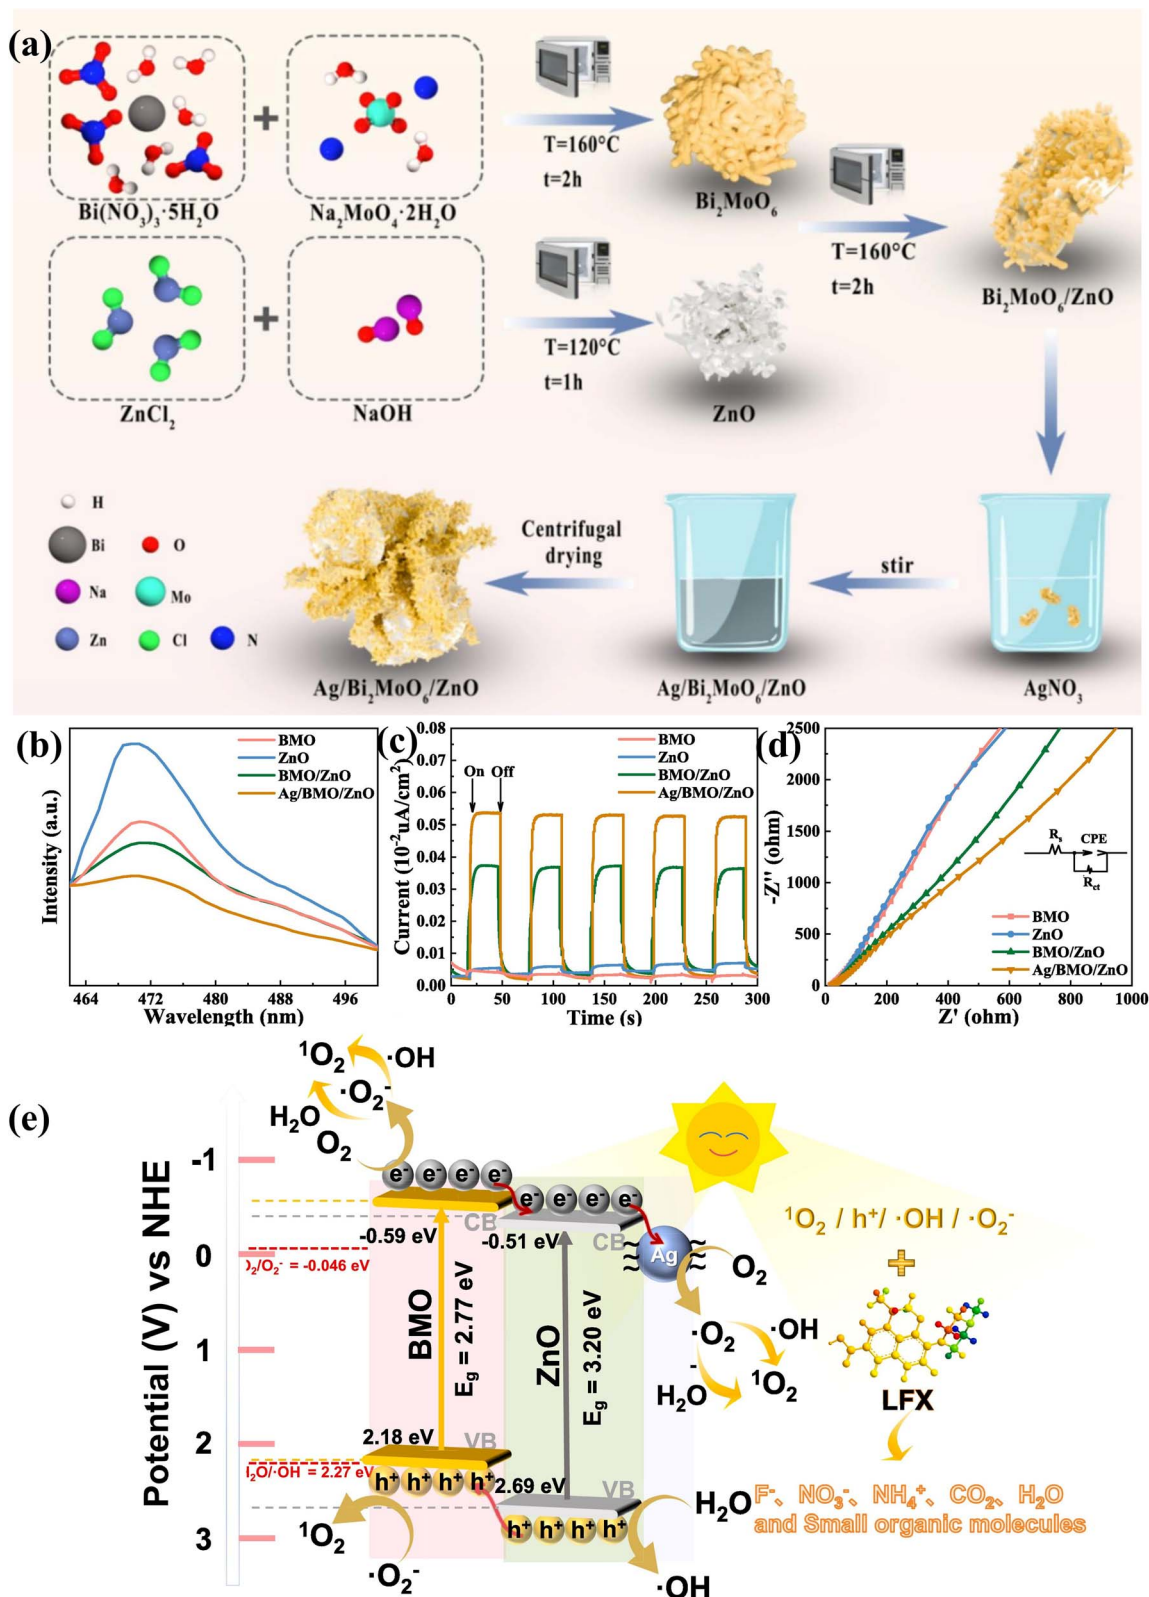 (a)
T=160°C
t=2h
Bi(NO₃)₃·5H₂O
Na₂MoO₄·2H₂O
Bi₂MoO₆
T=160°C
t=2h
Bi₂MoO₆/ZnO
T=120°C
t=1h
ZnCl₂
NaOH
ZnO
H
Bi
O
Na
Mo
Zn
Cl
N
Centrifugal
drying
stir
Ag/Bi₂MoO₆/ZnO
Ag/Bi₂MoO₆/ZnO
AgNO₃
(b)
BMO
ZnO
BMO/ZnO
Ag/BMO/ZnO
Intensity (a.u.)
464 472 480 488 496
Wavelength (nm)
(c)
0.08
0.07
0.06
0.05
0.04
0.03
0.02
0.01
0.00
Current (10⁻²uA/cm²)
On Off
BMO
ZnO
BMO/ZnO
Ag/BMO/ZnO
0 50 100 150 200 250 300
Time (s)
(d)
2500
2000
1500
1000
500
0
-Z'' (ohm)
Rₛ CPE
R_ct
BMO
ZnO
BMO/ZnO
Ag/BMO/ZnO
0 200 400 600 800 1000
Z' (ohm)
(e)
Potential (V) vs NHE
-1
0
1
2
3
¹O₂
·OH
·O₂⁻
H₂O
O₂
e⁻ e⁻ e⁻ e⁻
e⁻ e⁻ e⁻ e⁻
CB
CB
-0.59 eV
-0.51 eV
O₂/O₂⁻ = -0.046 eV
BMO
E_g = 2.77 eV
ZnO
E_g = 3.20 eV
Ag
O₂
·O₂⁻
·OH
H₂O
¹O₂
2.18 eV
VB
H₂O/·OH = 2.27 eV
h⁺ h⁺ h⁺ h⁺
2.69 eV
VB
h⁺ h⁺ h⁺ h⁺
¹O₂
·O₂⁻
H₂O
·OH
¹O₂ / h⁺/ ·OH / ·O₂⁻
LFX
F⁻、NO₃⁻、NH₄⁺、CO₂、H₂O
and Small organic molecules